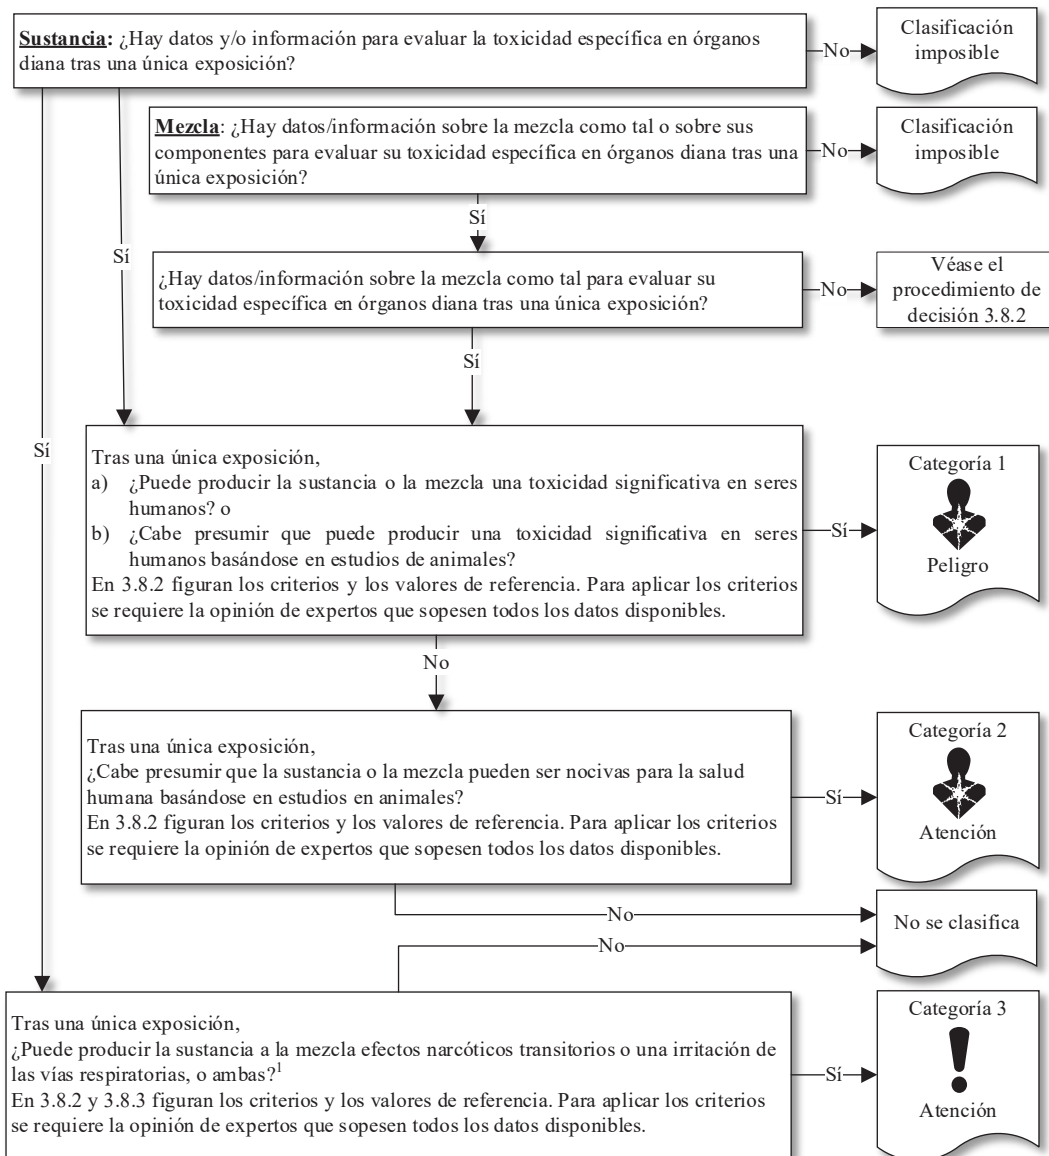 Sustancia: ¿Hay datos y/o información para evaluar la toxicidad específica en órganos
diana tras una única exposición?
No
Clasificación
imposible
Mezcla: ¿Hay datos/información sobre la mezcla como tal o sobre sus
componentes para evaluar su toxicidad específica en órganos diana tras una
única exposición?
No
Clasificación
imposible
Sí
Sí
¿Hay datos/información sobre la mezcla como tal para evaluar su
toxicidad específica en órganos diana tras una única exposición?
No
Véase el
procedimiento de
decisión 3.8.2
Sí
Sí
Tras una única exposición,
a) ¿Puede producir la sustancia o la mezcla una toxicidad significativa en seres
humanos? o
b) ¿Cabe presumir que puede producir una toxicidad significativa en seres
humanos basándose en estudios de animales?
En 3.8.2 figuran los criterios y los valores de referencia. Para aplicar los criterios
se requiere la opinión de expertos que sopesen todos los datos disponibles.
Sí
Categoría 1
Peligro
No
Tras una única exposición,
¿Cabe presumir que la sustancia o la mezcla pueden ser nocivas para la salud
humana basándose en estudios en animales?
En 3.8.2 figuran los criterios y los valores de referencia. Para aplicar los criterios
se requiere la opinión de expertos que sopesen todos los datos disponibles.
Sí
Categoría 2
Atención
No
No
No se clasifica
Tras una única exposición,
¿Puede producir la sustancia a la mezcla efectos narcóticos transitorios o una irritación de
las vías respiratorias, o ambas?¹
En 3.8.2 y 3.8.3 figuran los criterios y los valores de referencia. Para aplicar los criterios
se requiere la opinión de expertos que sopesen todos los datos disponibles.
Sí
Categoría 3
Atención